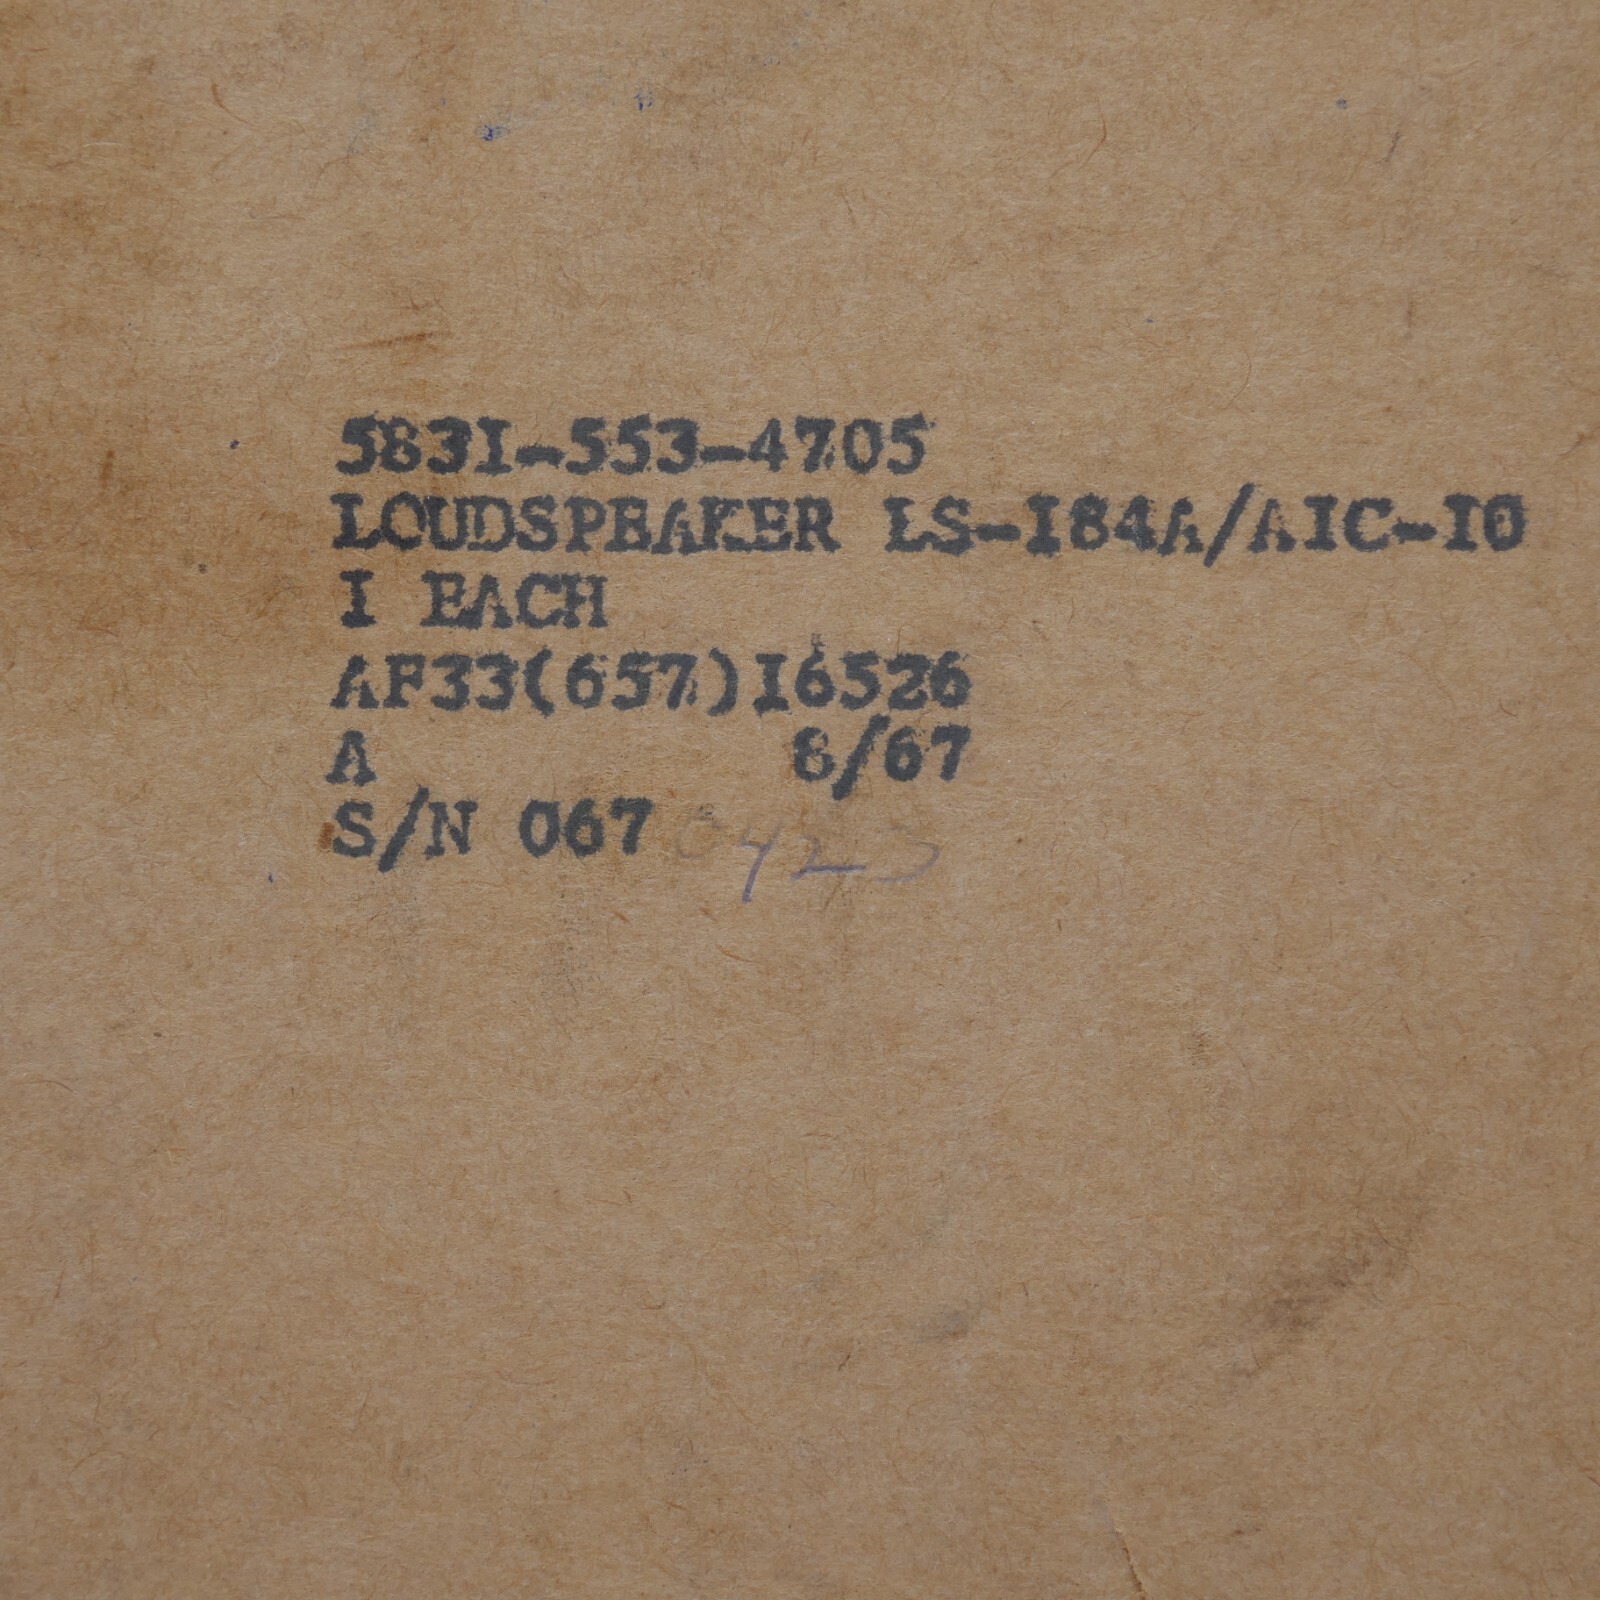 5831-553-4705
LOUDSPEAKER LS-184A/AIC-10
1 EACH
AF33(657)16526
A 8/67
S/N 067